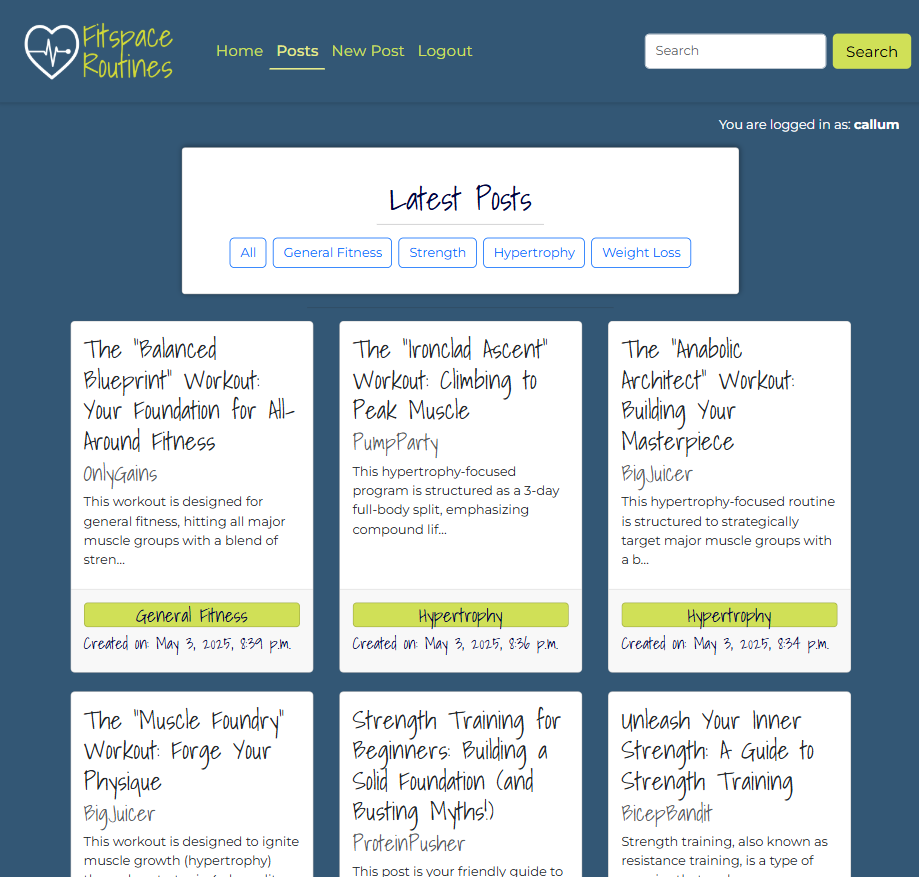 Fitspace
Routines
Home Posts New Post Logout
Search
Search
You are logged in as: callum
Latest Posts
All
General Fitness
Strength
Hypertrophy
Weight Loss
The "Balanced
Blueprint" Workout:
Your Foundation for All-
Around Fitness
OnlyGains
This workout is designed for
general fitness, hitting all major
muscle groups with a blend of
stren...
General Fitness
Created on: May 3, 2025, 8:39 p.m.
The "Ironclad Ascent"
Workout: Climbing to
Peak Muscle
PumpParty
This hypertrophy-focused
program is structured as a 3-day
full-body split, emphasizing
compound lif...
Hypertrophy
Created on: May 3, 2025, 8:36 p.m.
The "Anabolic
Architect" Workout:
Building Your
Masterpiece
BigJuicer
This hypertrophy-focused routine
is structured to strategically
target major muscle groups with
a b...
Hypertrophy
Created on: May 3, 2025, 8:34 p.m.
The "Muscle Foundry"
Workout: Forge Your
Physique
BigJuicer
This workout is designed to ignite
muscle growth (hypertrophy)
Strength Training for
Beginners: Building a
Solid Foundation (and
Busting Myths!)
ProteinPusher
This post is your friendly guide to
Unleash Your Inner
Strength: A Guide to
Strength Training
BicepBandit
Strength training, also known as
resistance training, is a type of